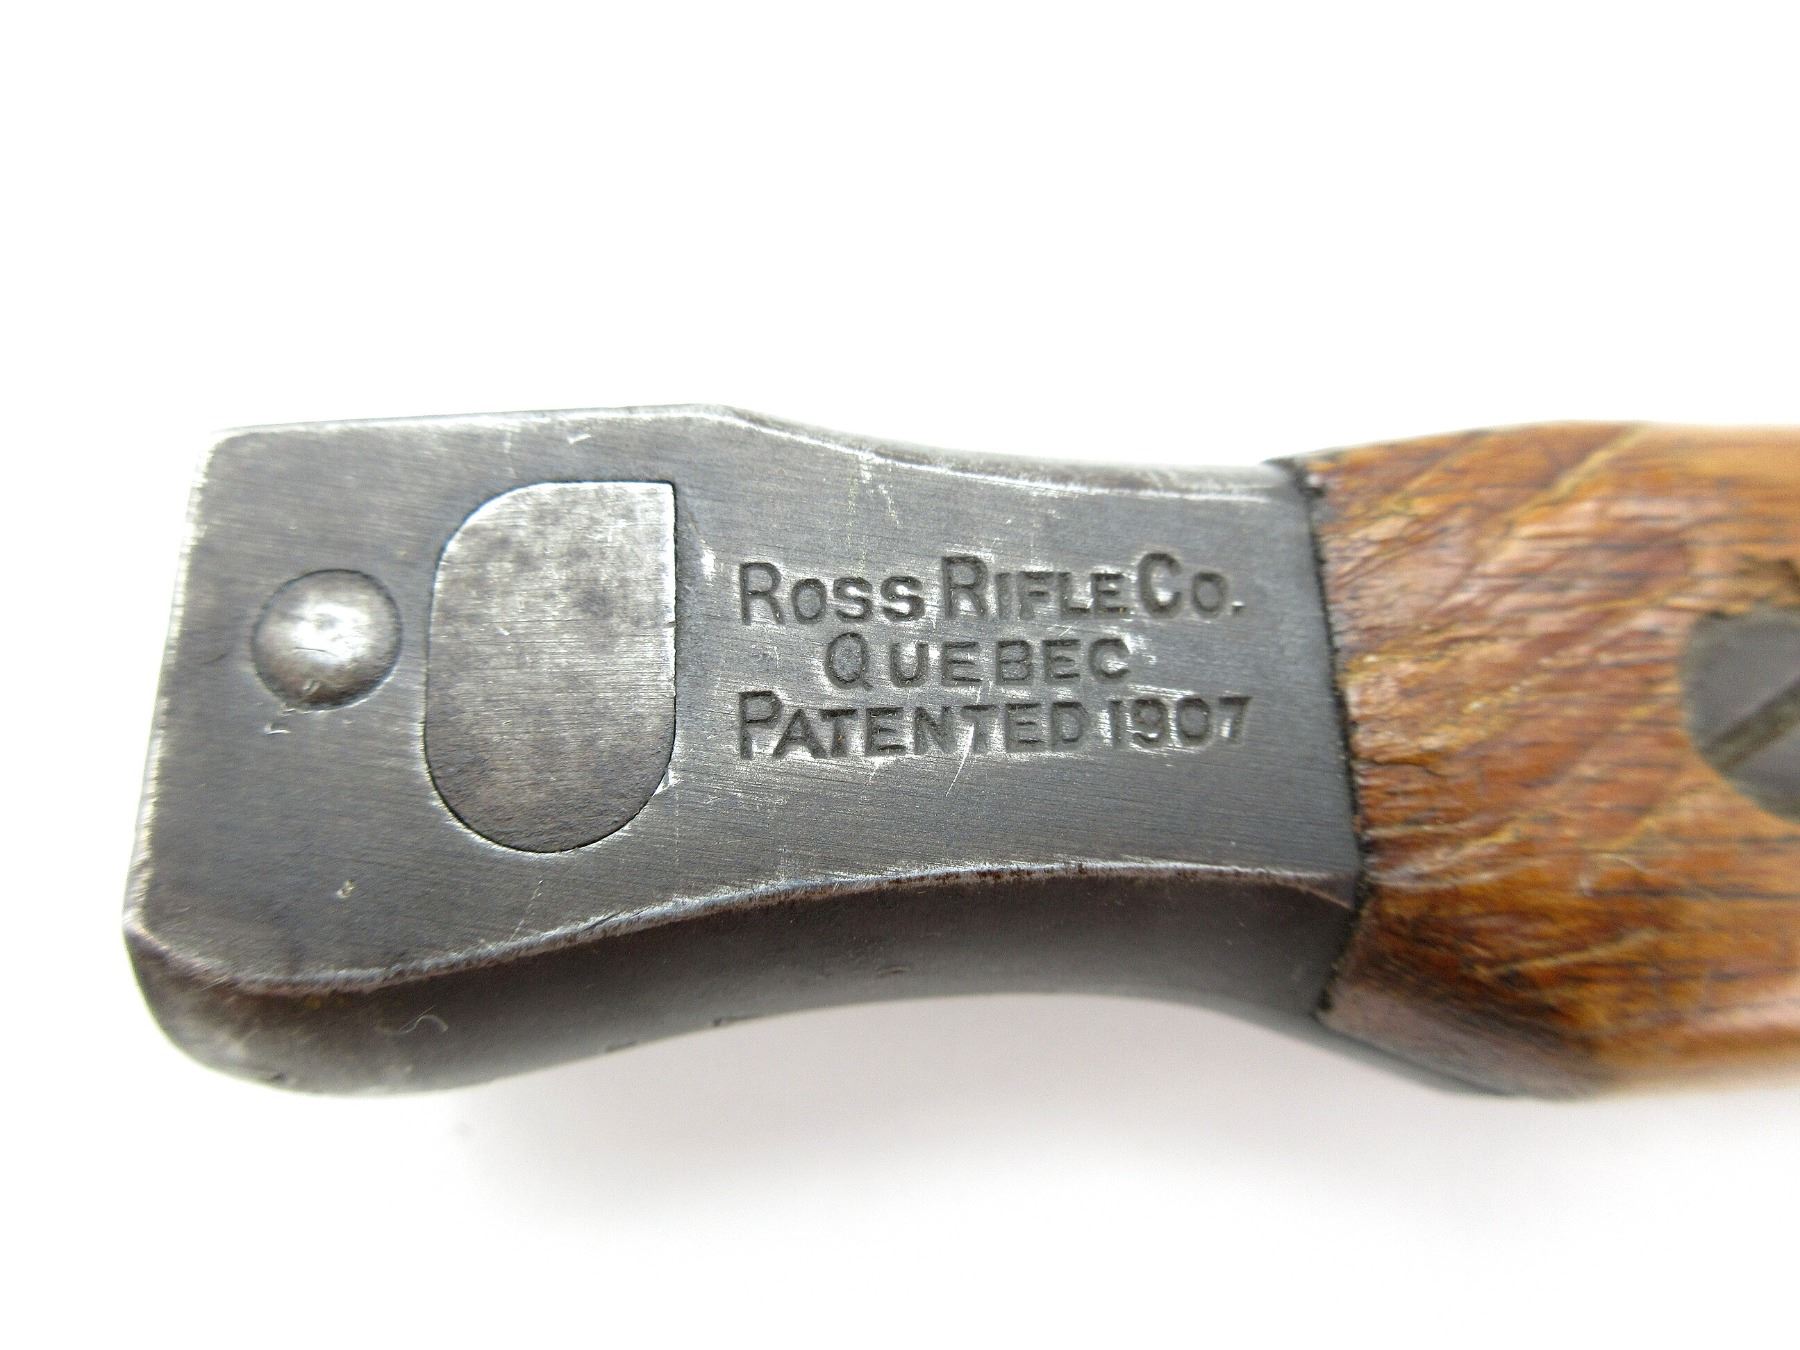 ROSS RIFLE CO.
QUEBEC
PATENTED 1907